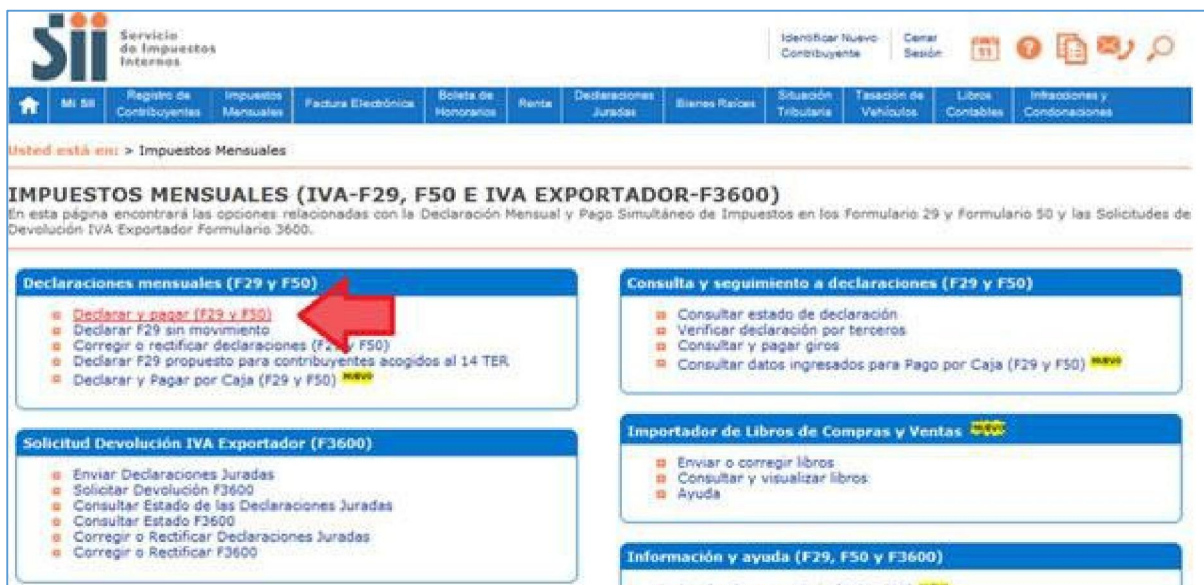 Sii
Servicio
de Impuestos
Internos
Identificar Nuevo
Contribuyente
Cerrar
Sesión
31
?
Mi SII
Registro de
Contribuyentes
Impuestos
Mensuales
Factura Electrónica
Boleta de
Honorarios
Renta
Declaraciones
Juradas
Bienes Raíces
Situación
Tributaria
Tasación de
Vehículos
Libros
Contables
Infracciones y
Condonaciones
Usted está en: > Impuestos Mensuales
IMPUESTOS MENSUALES (IVA-F29, F50 E IVA EXPORTADOR-F3600)
En esta página encontrará las opciones relacionadas con la Declaración Mensual y Pago Simultáneo de Impuestos en los Formulario 29 y Formulario 50 y las Solicitudes de
Devolución IVA Exportador Formulario 3600.
Declaraciones mensuales (F29 y F50)
Declarar y pagar (F29 y F50)
Declarar F29 sin movimiento
Corregir o rectificar declaraciones (F29 y F50)
Declarar F29 propuesto para contribuyentes acogidos al 14 TER
Declarar y Pagar por Caja (F29 y F50) NUEVO
Solicitud Devolución IVA Exportador (F3600)
Enviar Declaraciones Juradas
Solicitar Devolución F3600
Consultar Estado de las Declaraciones Juradas
Consultar Estado F3600
Corregir o Rectificar Declaraciones Juradas
Corregir o Rectificar F3600
Consulta y seguimiento a declaraciones (F29 y F50)
Consultar estado de declaración
Verificar declaración por terceros
Consultar y pagar giros
Consultar datos ingresados para Pago por Caja (F29 y F50) NUEVO
Importador de Libros de Compras y Ventas NUEVO
Enviar o corregir libros
Consultar y visualizar libros
Ayuda
Información y ayuda (F29, F50 y F3600)